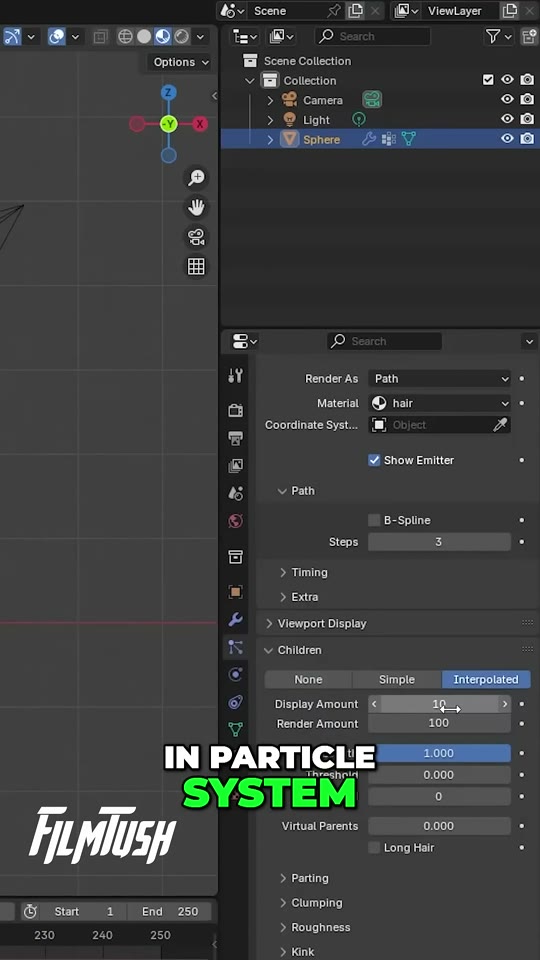 Scene
ViewLayer
Search
Options
Scene Collection
Collection
Camera
Light
Sphere
Z
-Y
X
Search
Render As Path
Material hair
Coordinate Syst... Object
Show Emitter
Path
B-Spline
Steps 3
Timing
Extra
Viewport Display
Children
None Simple Interpolated
Display Amount 10
Render Amount 100
1.000
Threshold 0.000
0
Virtual Parents 0.000
Long Hair
Parting
Clumping
Roughness
Kink
IN PARTICLE
SYSTEM
FILMTUSH
Start 1 End 250
230 240 250